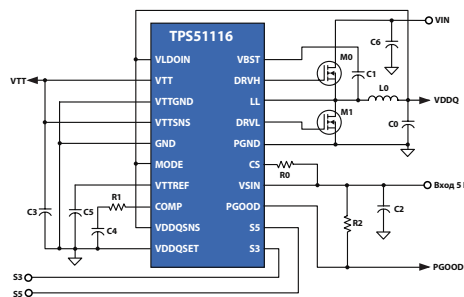 TPS51116
VIN
C6
M0
VLDOIN
VBST
VTT
VTT
DRVH
C1
L0
VTTGND
LL
VDDQ
M1
VTTSNS
DRVL
C0
GND
PGND
MODE
CS
R0
VTTREF
VSIN
Вход 5
R1
COMP
PGOOD
C3
C5
C4
R2
C2
VDDQSNS
S5
VDDQSET
S3
PGOOD
S3
S5